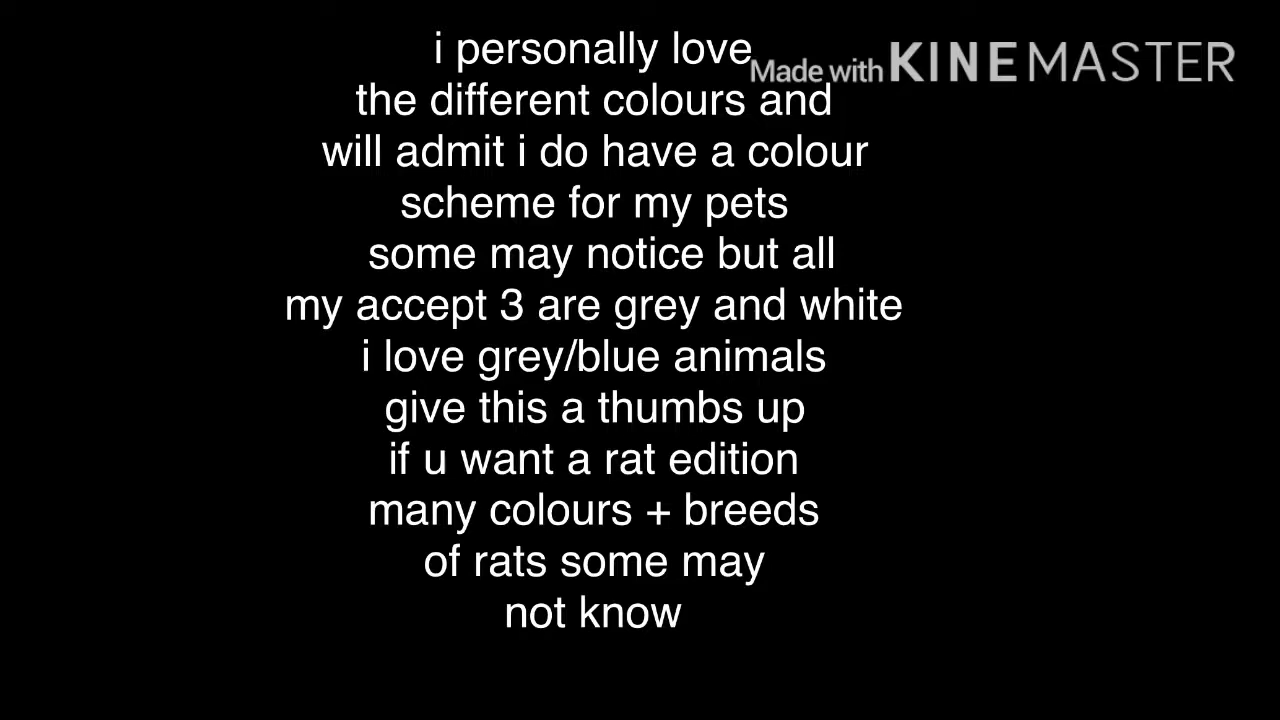 i personally love
Made with KINEMASTER
the different colours and
will admit i do have a colour
scheme for my pets
some may notice but all
my accept 3 are grey and white
i love grey/blue animals
give this a thumbs up
if u want a rat edition
many colours + breeds
of rats some may
not know